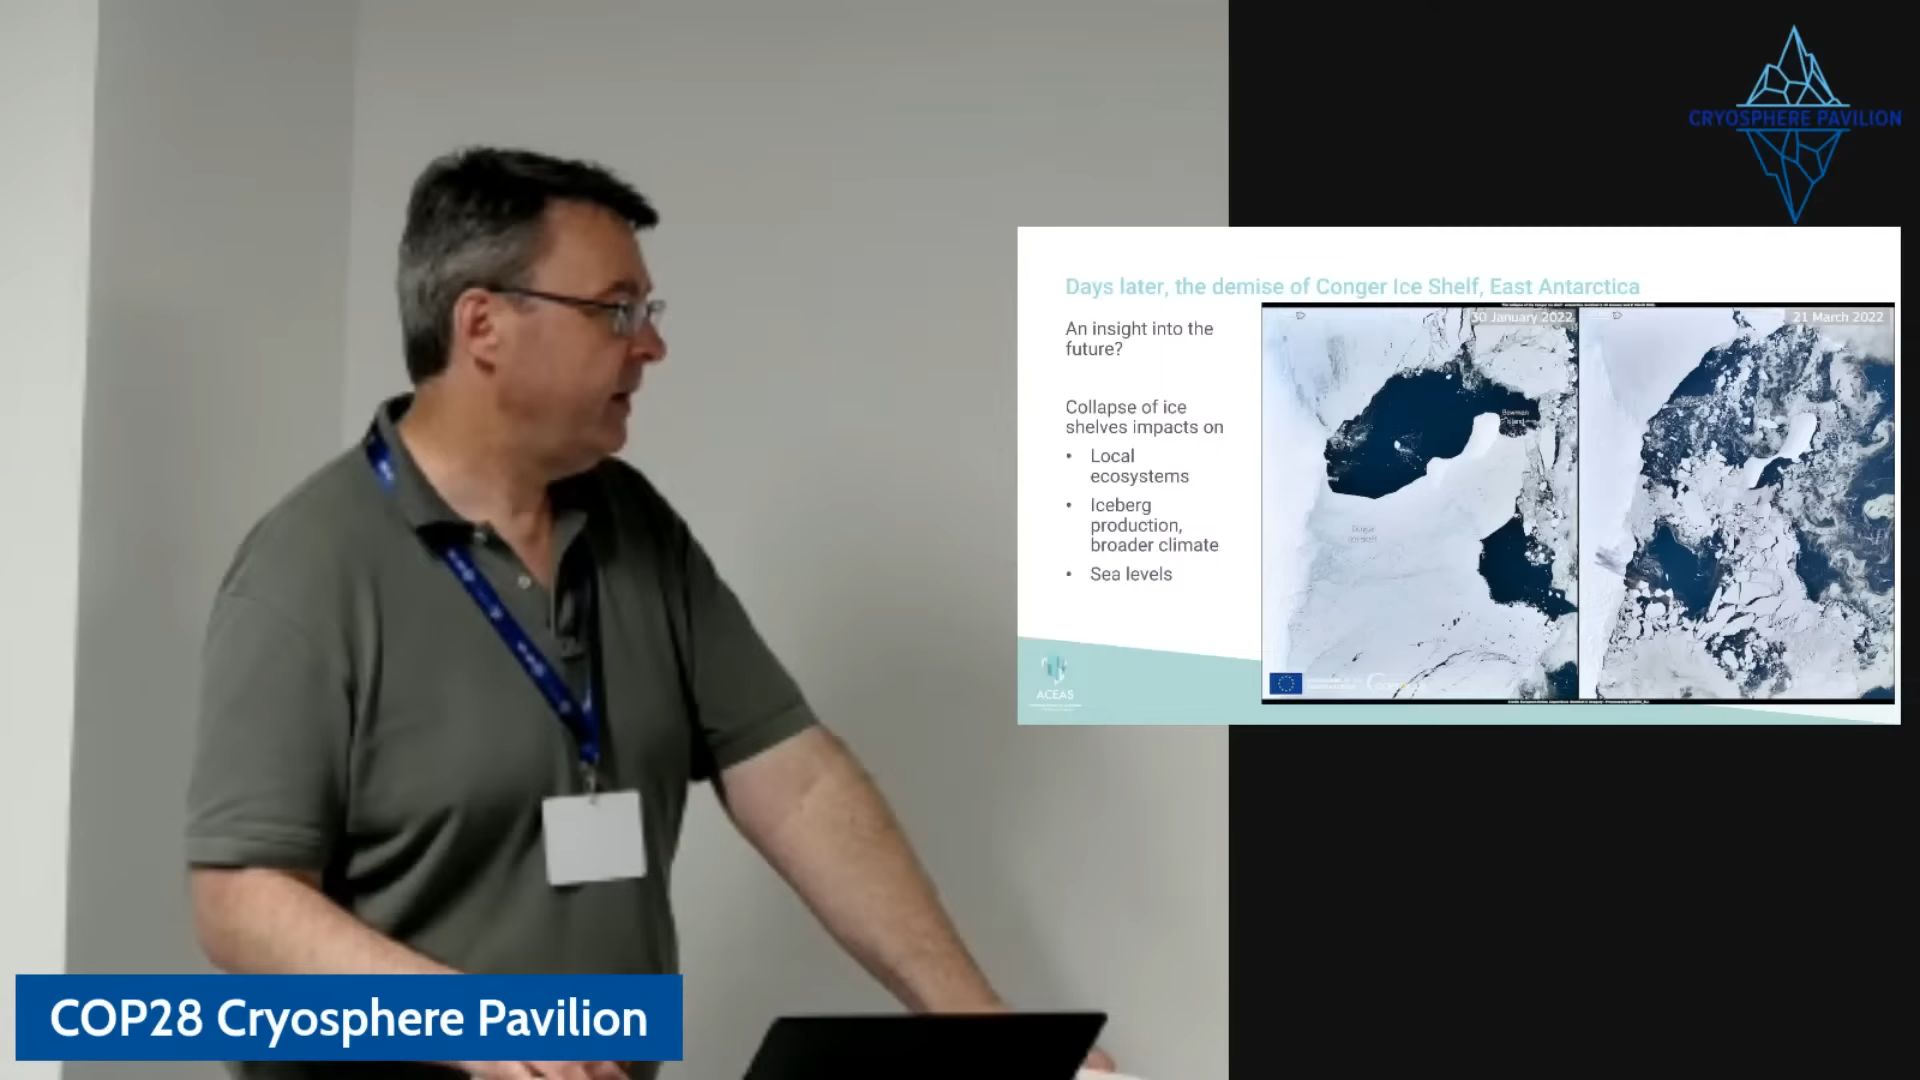 CRYOSPHERE PAVILION
Days later, the demise of Conger Ice Shelf, East Antarctica
An insight into the
future?
Collapse of ice
shelves impacts on
• Local
ecosystems
• Iceberg
production,
broader climate
• Sea levels
30 January 2022
21 March 2022
Bowman
Island
ACEAS
COP28 Cryosphere Pavilion